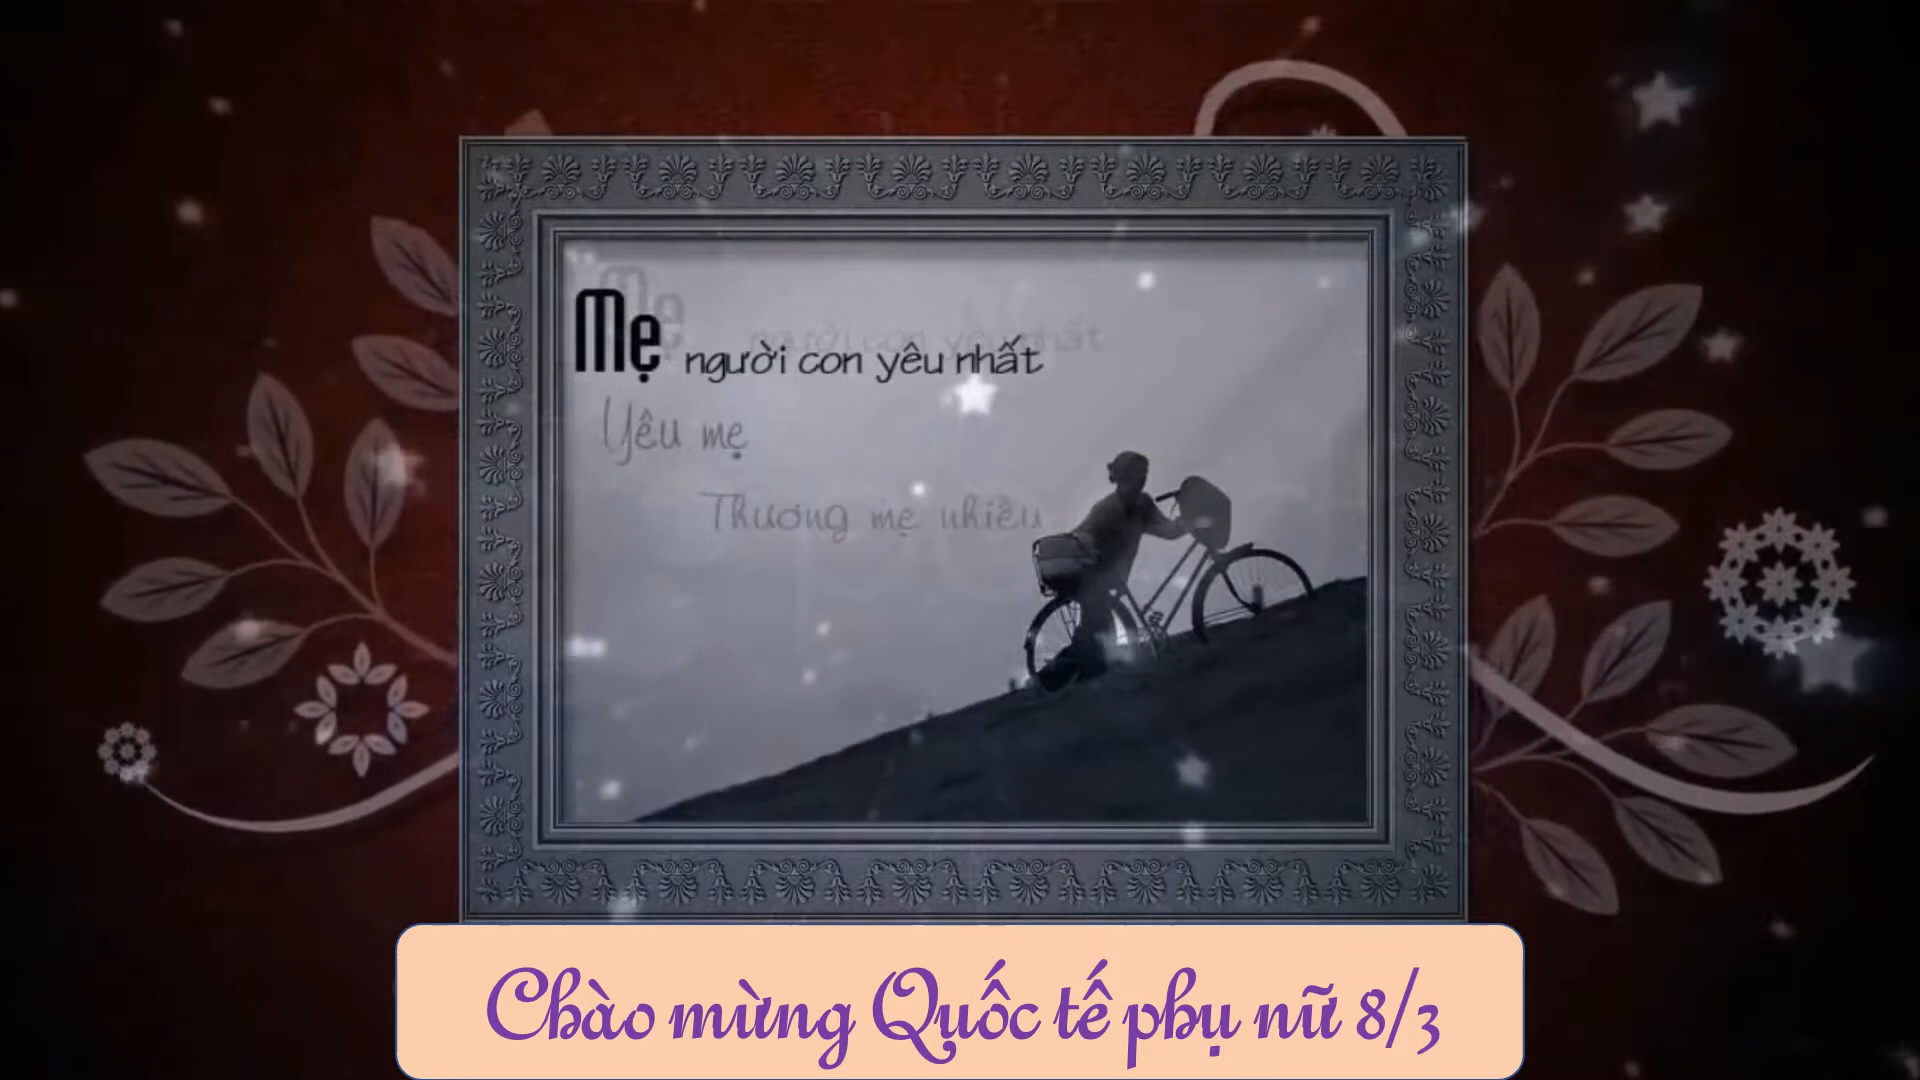 Mẹ người con yêu nhất
Yêu mẹ
Thương mẹ nhiều
Chào mừng Quốc tế phụ nữ 8/3